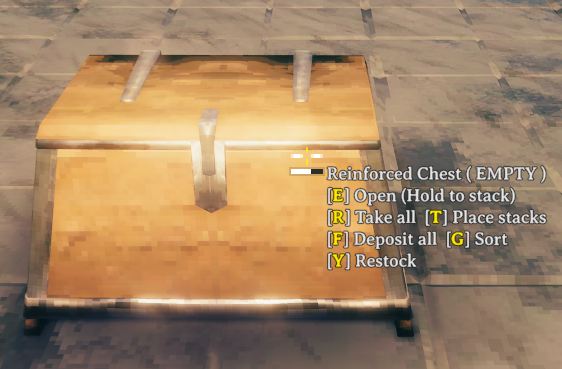 Reinforced Chest ( EMPTY )
[E] Open (Hold to stack)
[R] Take all [T] Place stacks
[F] Deposit all [G] Sort
[Y] Restock